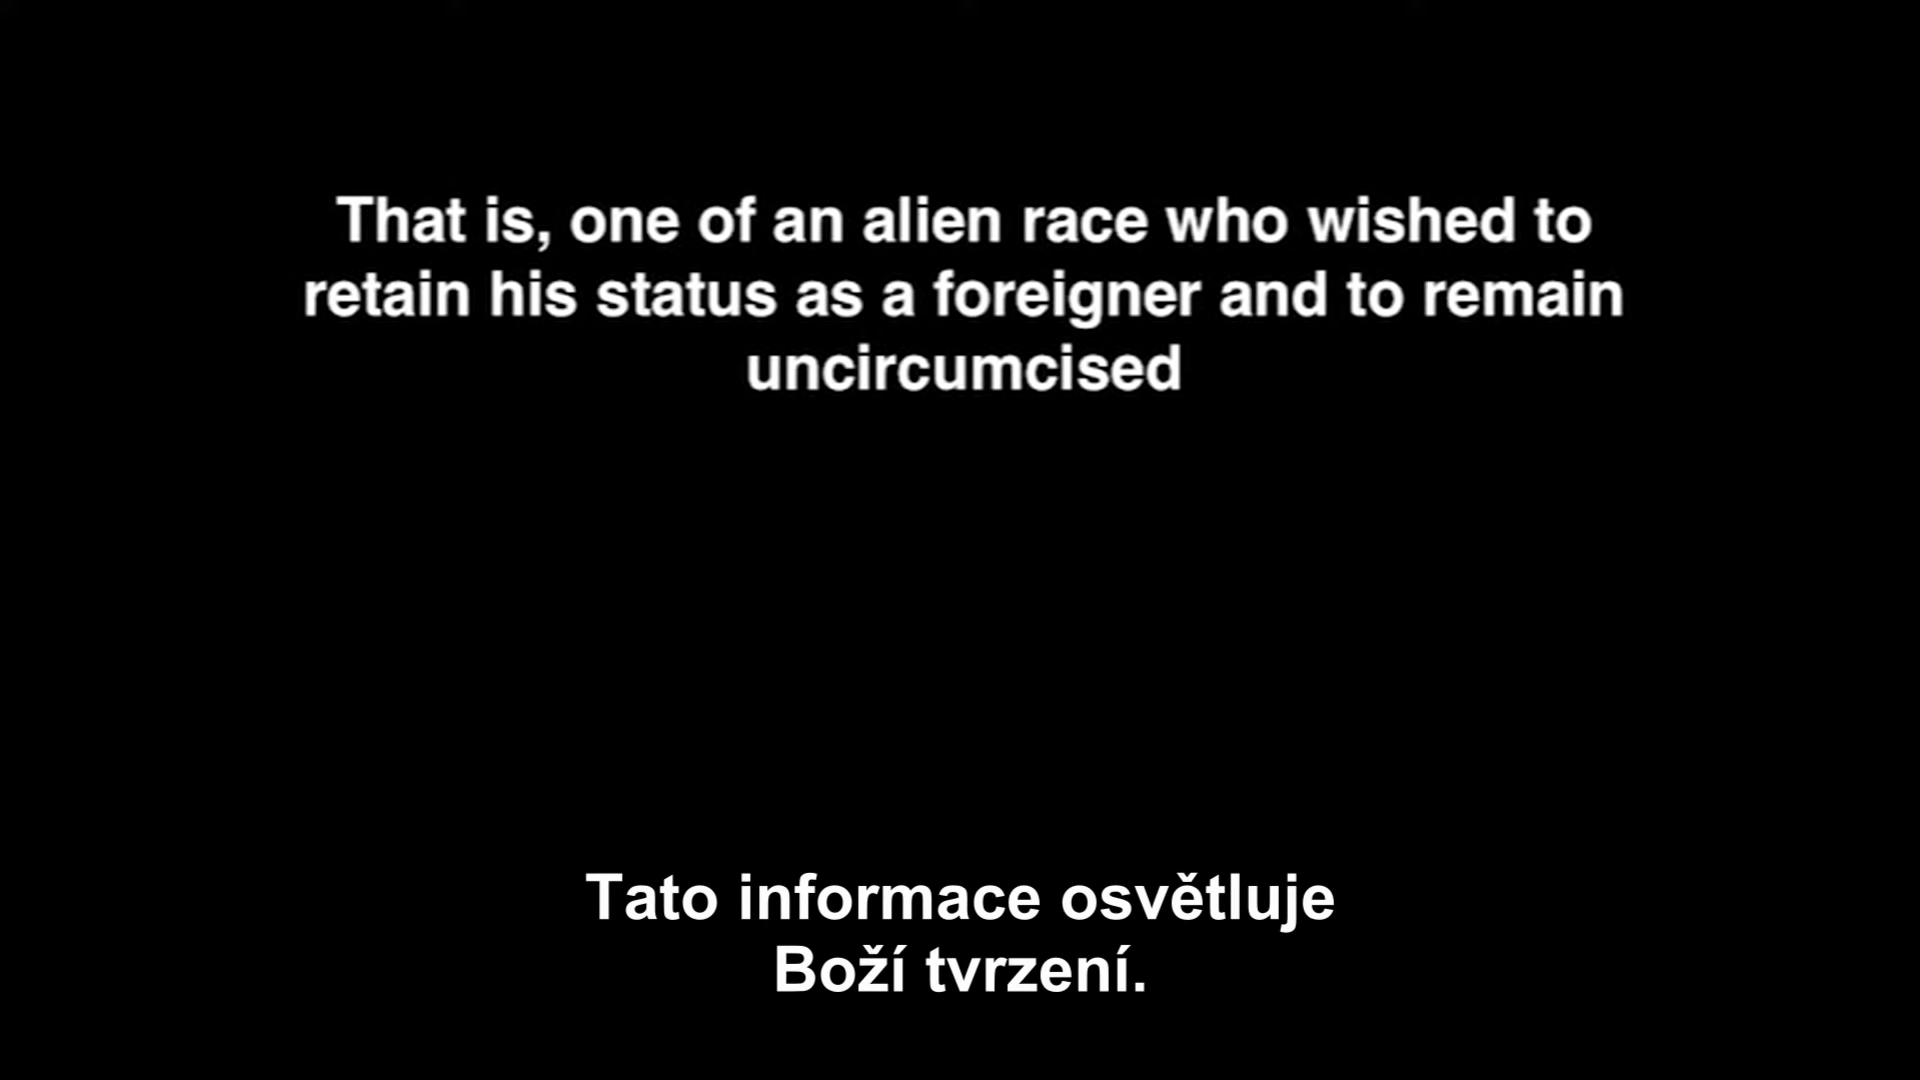 That is, one of an alien race who wished to
retain his status as a foreigner and to remain
uncircumcised
Tato informace osvětluje
Boží tvrzení.